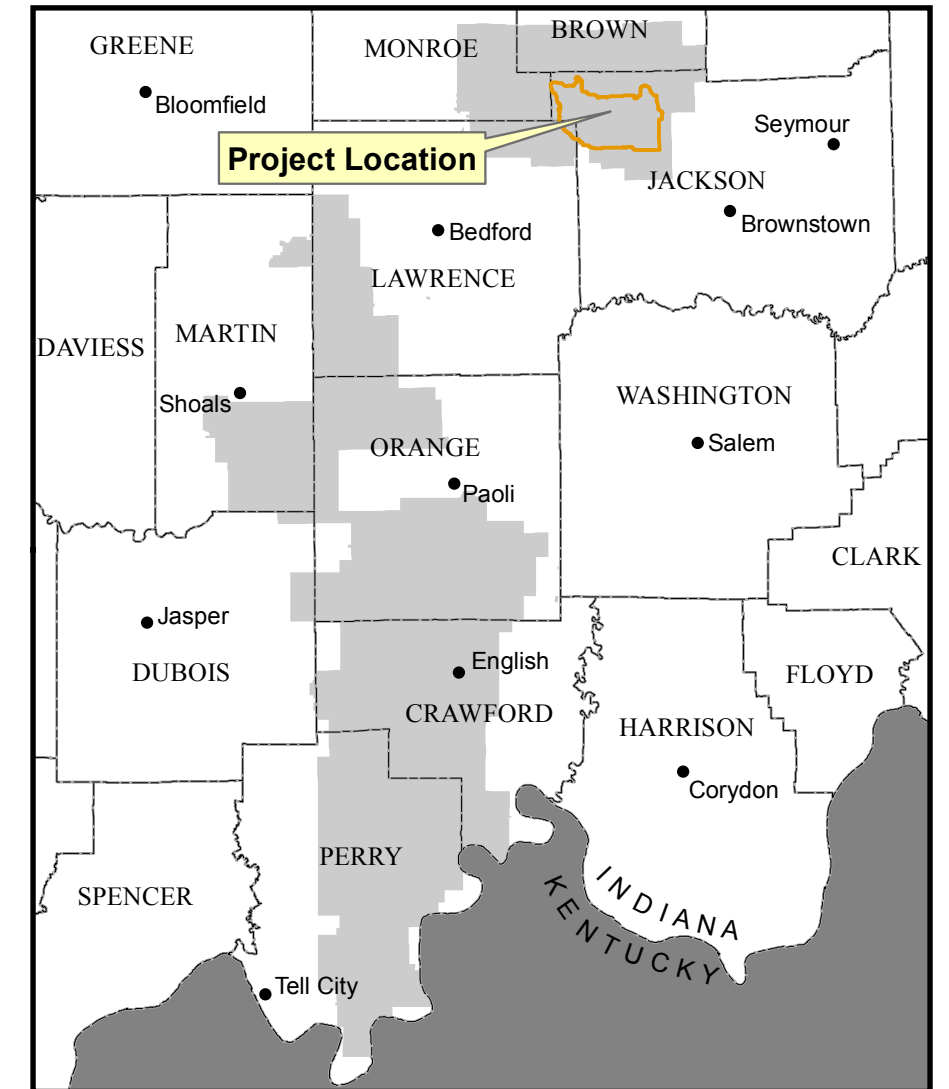 BROWN
GREENE
MONROE
Bloomfield
Seymour
Project Location
JACKSON
Brownstown
Bedford
LAWRENCE
MARTIN
DAVIESS
WASHINGTON
Shoals
ORANGE
Salem
Paoli
CLARK
Jasper
English
DUBOIS
FLOYD
CRAWFORD
HARRISON
Corydon
PERRY
SPENCER
INDIANA
KENTUCKY
Tell City